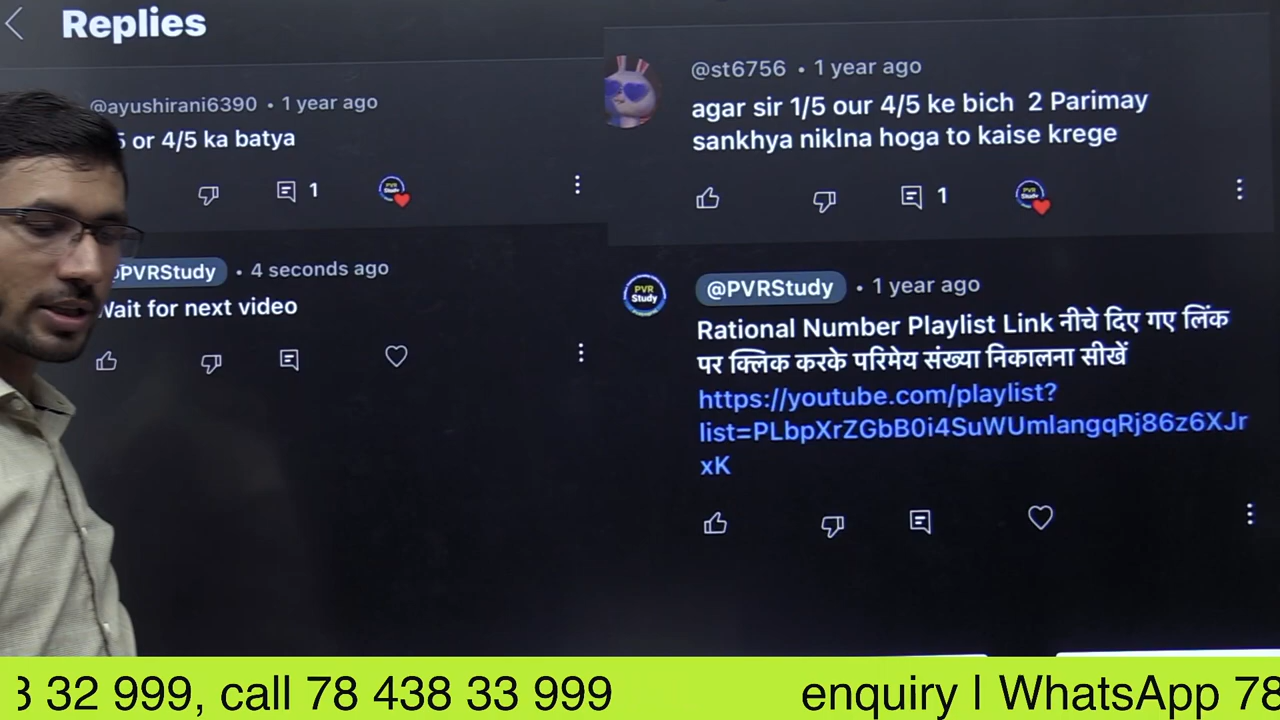 Replies
@ayushirani6390 • 1 year ago
5 or 4/5 ka batya
1
@PVRStudy • 4 seconds ago
Wait for next video
@st6756 • 1 year ago
agar sir 1/5 our 4/5 ke bich 2 Parimay
sankhya niklna hoga to kaise krege
1
PVR
Study
@PVRStudy • 1 year ago
Rational Number Playlist Link नीचे दिए गए लिंक
पर क्लिक करके परिमेय संख्या निकालना सीखें
https://youtube.com/playlist?
list=PLbpXrZGbB0i4SuWUmlangqRj86z6XJr
xK
32 999, call 78 438 33 999 enquiry | WhatsApp 78